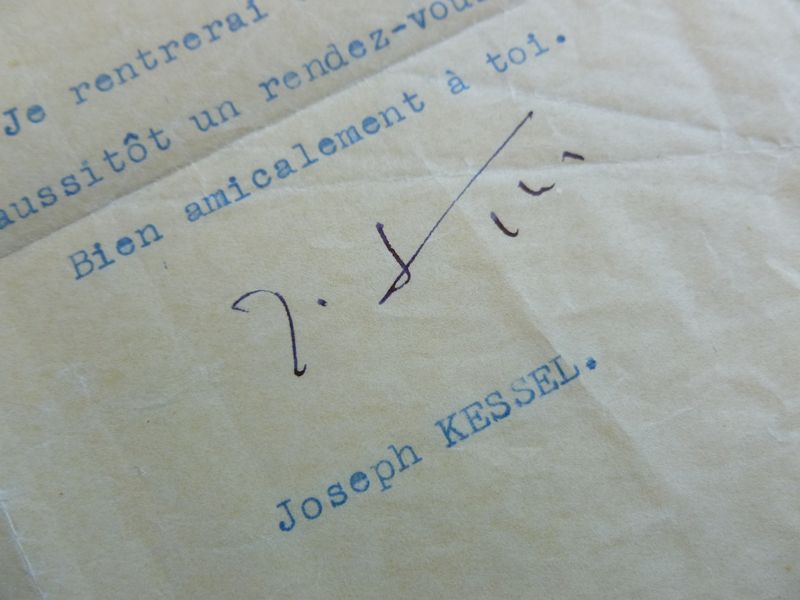 Je rentrerai
aussitôt un rendez-vous
Bien amicalement à toi.
J.
Joseph KESSEL.